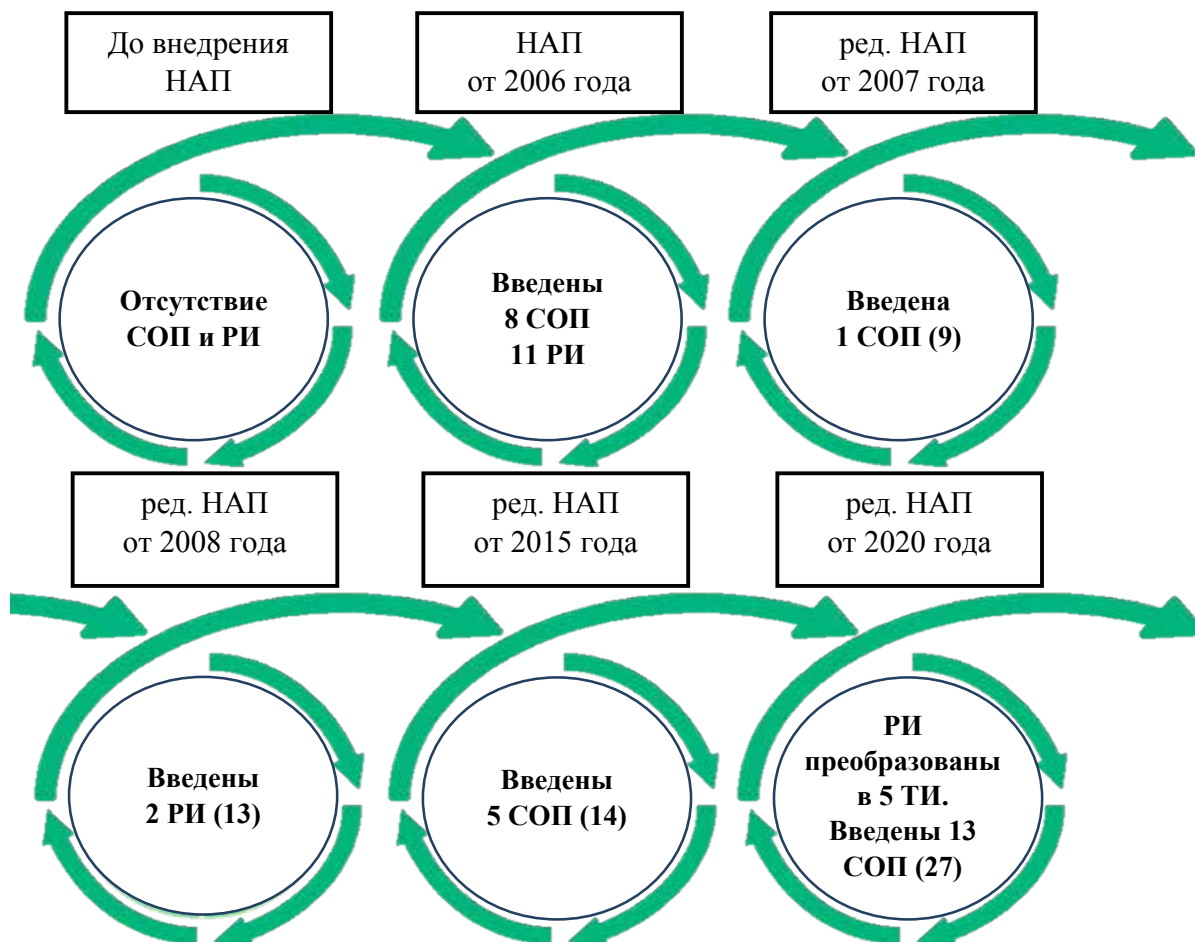 До внедрения
НАП
НАП
от 2006 года
ред. НАП
от 2007 года
Отсутствие
СОП и РИ
Введены
8 СОП
11 РИ
Введена
1 СОП (9)
ред. НАП
от 2008 года
ред. НАП
от 2015 года
ред. НАП
от 2020 года
Введены
2 РИ (13)
Введены
5 СОП (14)
РИ
преобразованы
в 5 ТИ.
Введены 13
СОП (27)